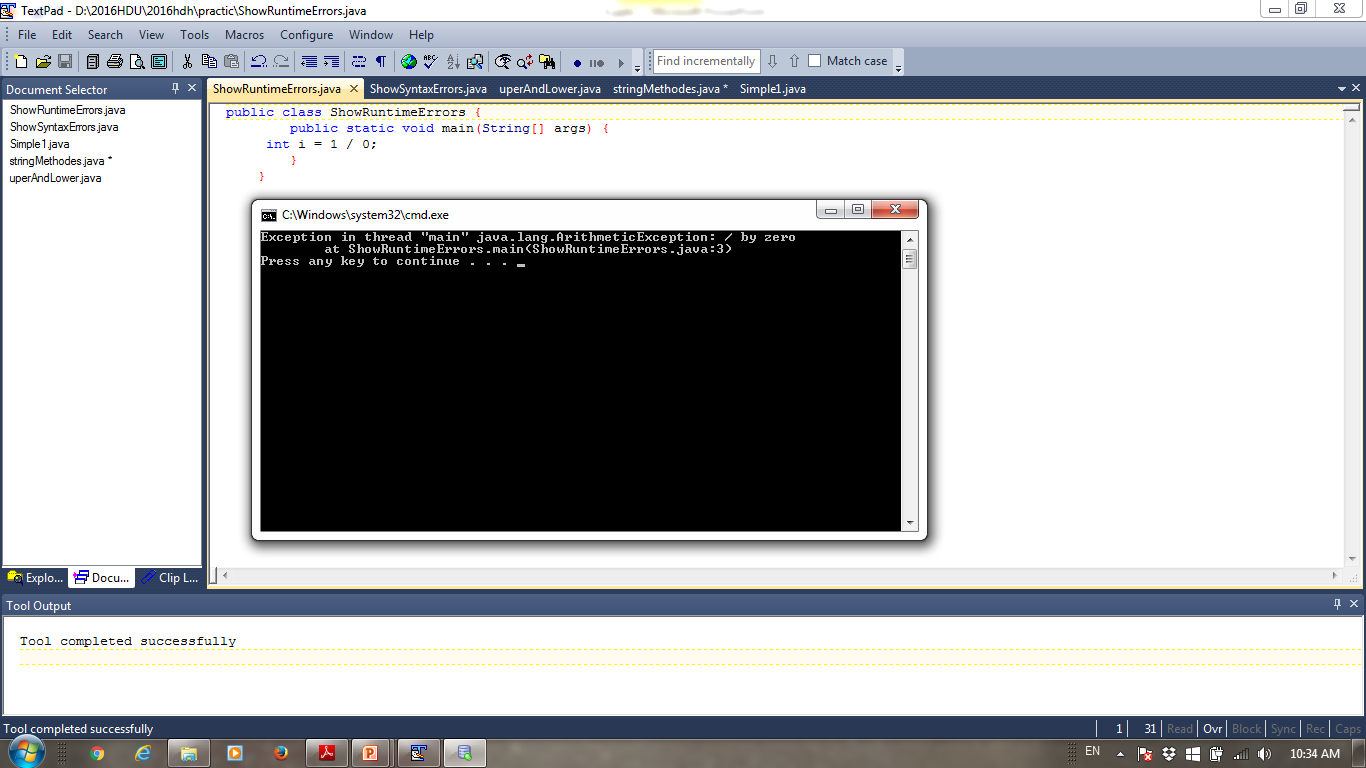 TextPad - D:\2016HDU\2016hdh\practic\ShowRuntimeErrors.java
File Edit Search View Tools Macros Configure Window Help
Find incrementally Match case
Document Selector
ShowRuntimeErrors.java
ShowSyntaxErrors.java
Simple1.java
stringMethodes.java *
uperAndLower.java
Explo... Docu... Clip L...
ShowRuntimeErrors.java ShowSyntaxErrors.java uperAndLower.java stringMethodes.java * Simple1.java
public class ShowRuntimeErrors {
public static void main(String[] args) {
int i = 1 / 0;
}
}
C:\Windows\system32\cmd.exe
Exception in thread "main" java.lang.ArithmeticException: / by zero
at ShowRuntimeErrors.main(ShowRuntimeErrors.java:3)
Press any key to continue . . . _
Tool Output
Tool completed successfully
Tool completed successfully 1 31 Read Ovr Block Sync Rec Caps
EN 10:34 AM